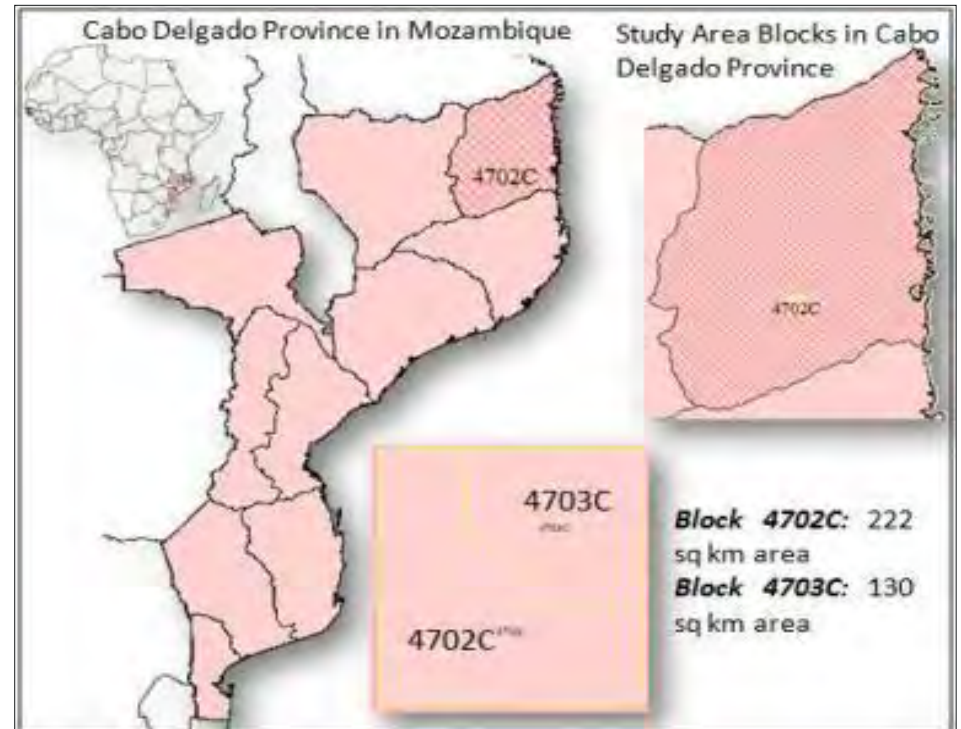 Cabo Delgado Province in Mozambique
Study Area Blocks in Cabo
Delgado Province
4702C
4702C
4703C
4702C
Block 4702C: 222
sq km area
Block 4703C: 130
sq km area